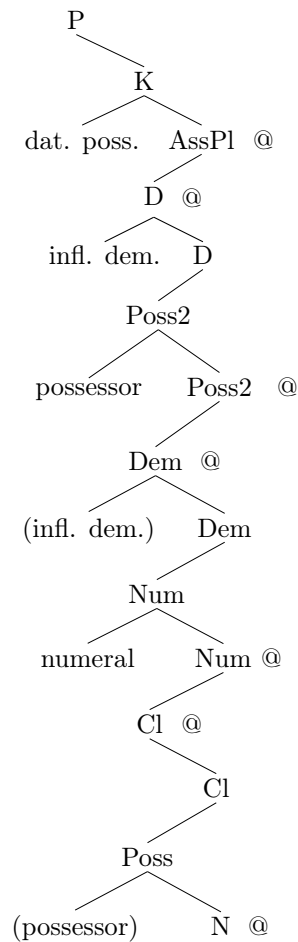 P
K
dat. poss. AssPl @
D @
infl. dem. D
Poss2
possessor Poss2 @
Dem @
(infl. dem.) Dem
Num
numeral Num @
Cl @
Cl
Poss
(possessor) N @